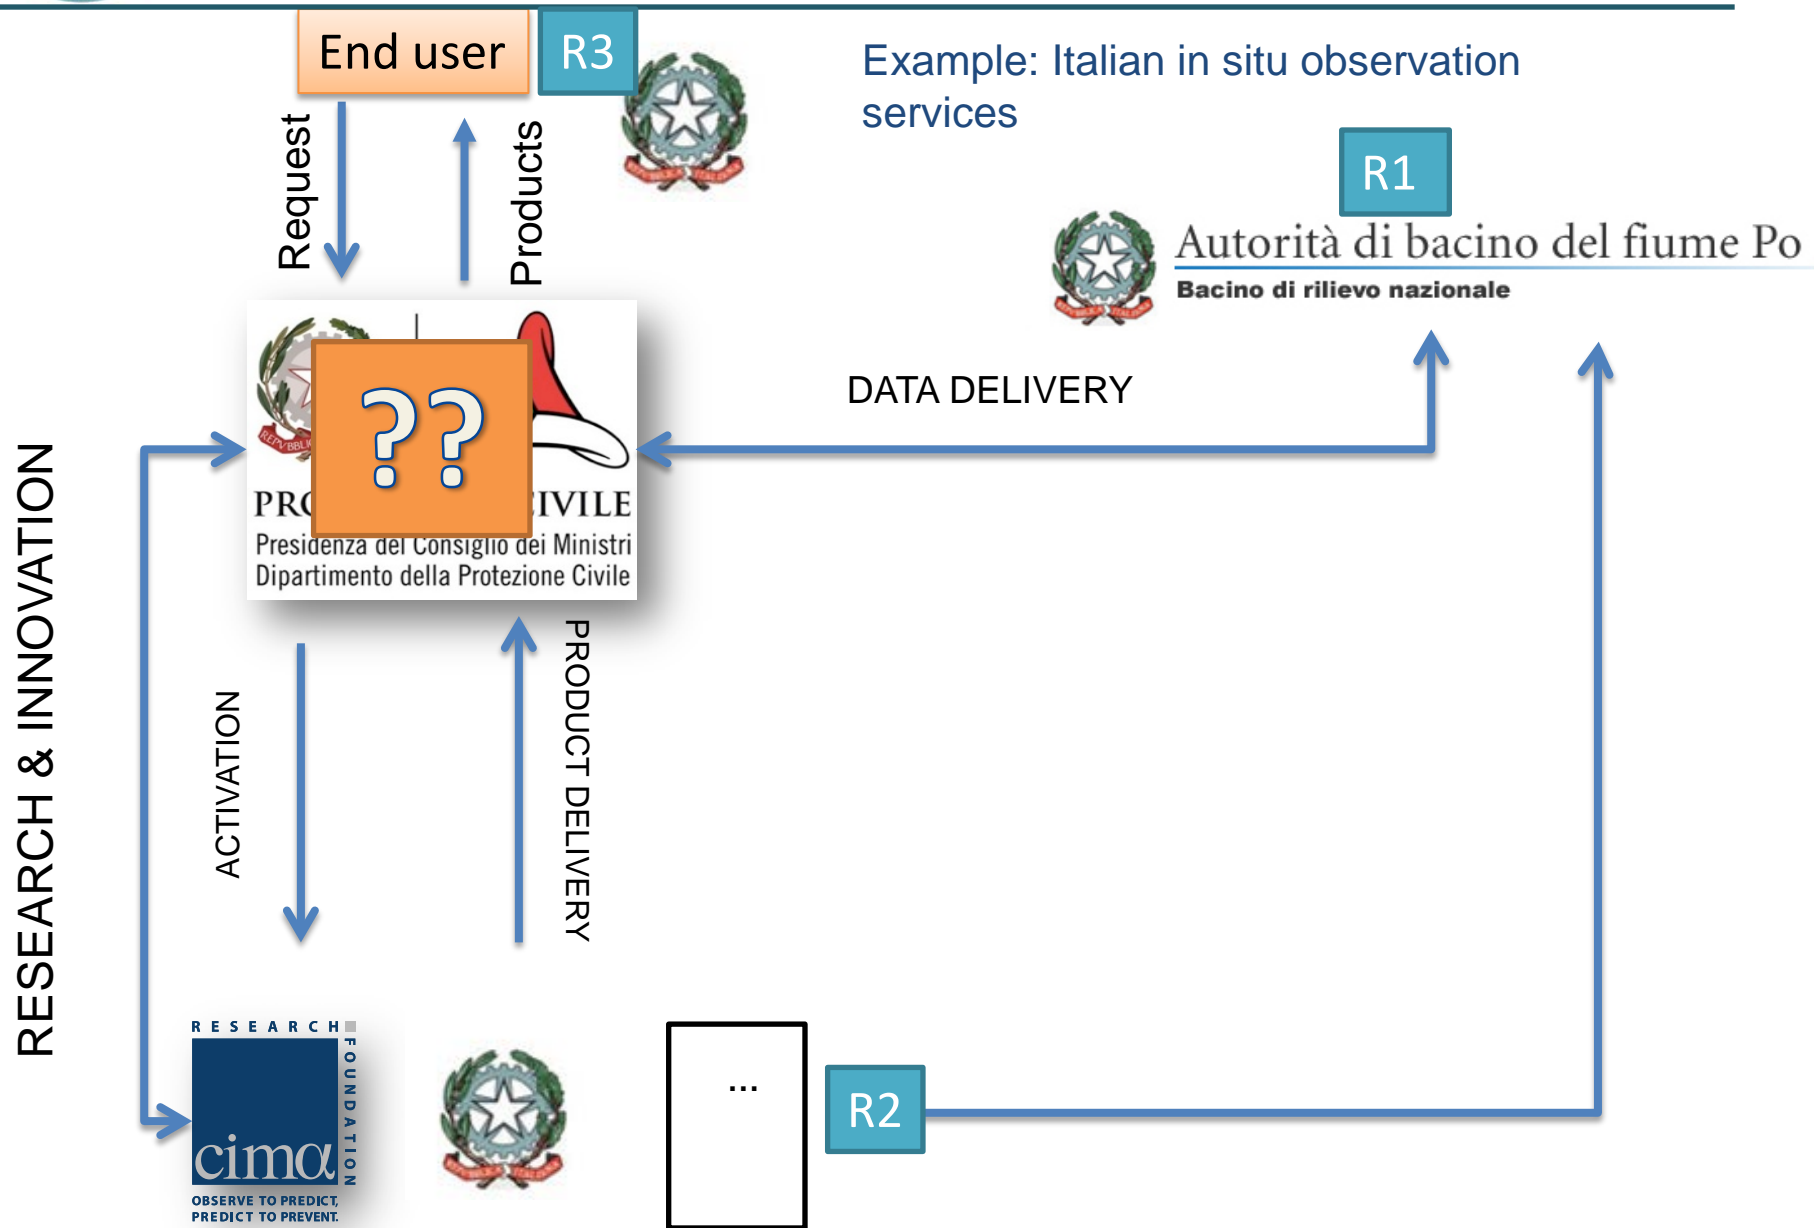 End user
R3
Example: Italian in situ observation
services
Request
Products
R1
Autorità di bacino del fiume Po
Bacino di rilievo nazionale
DATA DELIVERY
??
IVILE
Presidenza del Consiglio dei Ministri
Dipartimento della Protezione Civile
RESEARCH & INNOVATION
ACTIVATION
PRODUCT DELIVERY
RESEARCH
FOUNDATION
cima
OBSERVE TO PREDICT,
PREDICT TO PREVENT.
...
R2